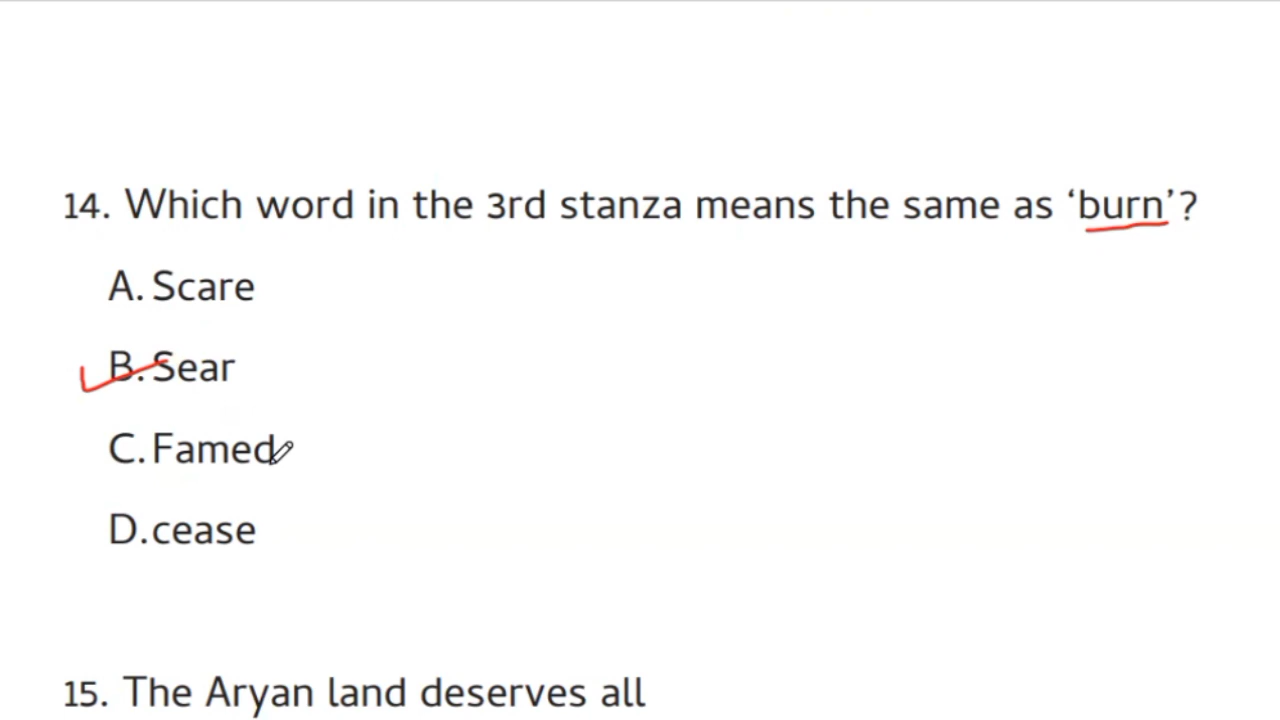 14. Which word in the 3rd stanza means the same as ‘burn’?
A. Scare
B. Sear
C. Famed
D. cease
15. The Aryan land deserves all